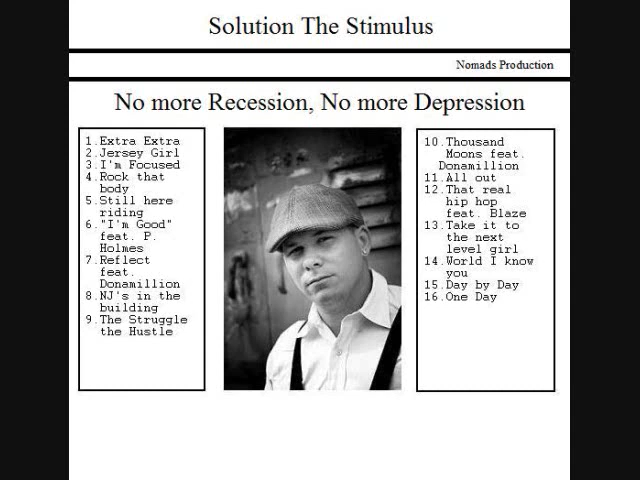 Solution The Stimulus
Nomads Production
No more Recession, No more Depression
1.Extra Extra
2.Jersey Girl
3.I'm Focused
4.Rock that
body
5.Still here
riding
6."I'm Good"
feat. P.
Holmes
7.Reflect
feat.
Donamillion
8.NJ's in the
building
9.The Struggle
the Hustle
10.Thousand
Moons feat.
Donamillion
11.All out
12.That real
hip hop
feat. Blaze
13.Take it to
the next
level girl
14.World I know
you
15.Day by Day
16.One Day